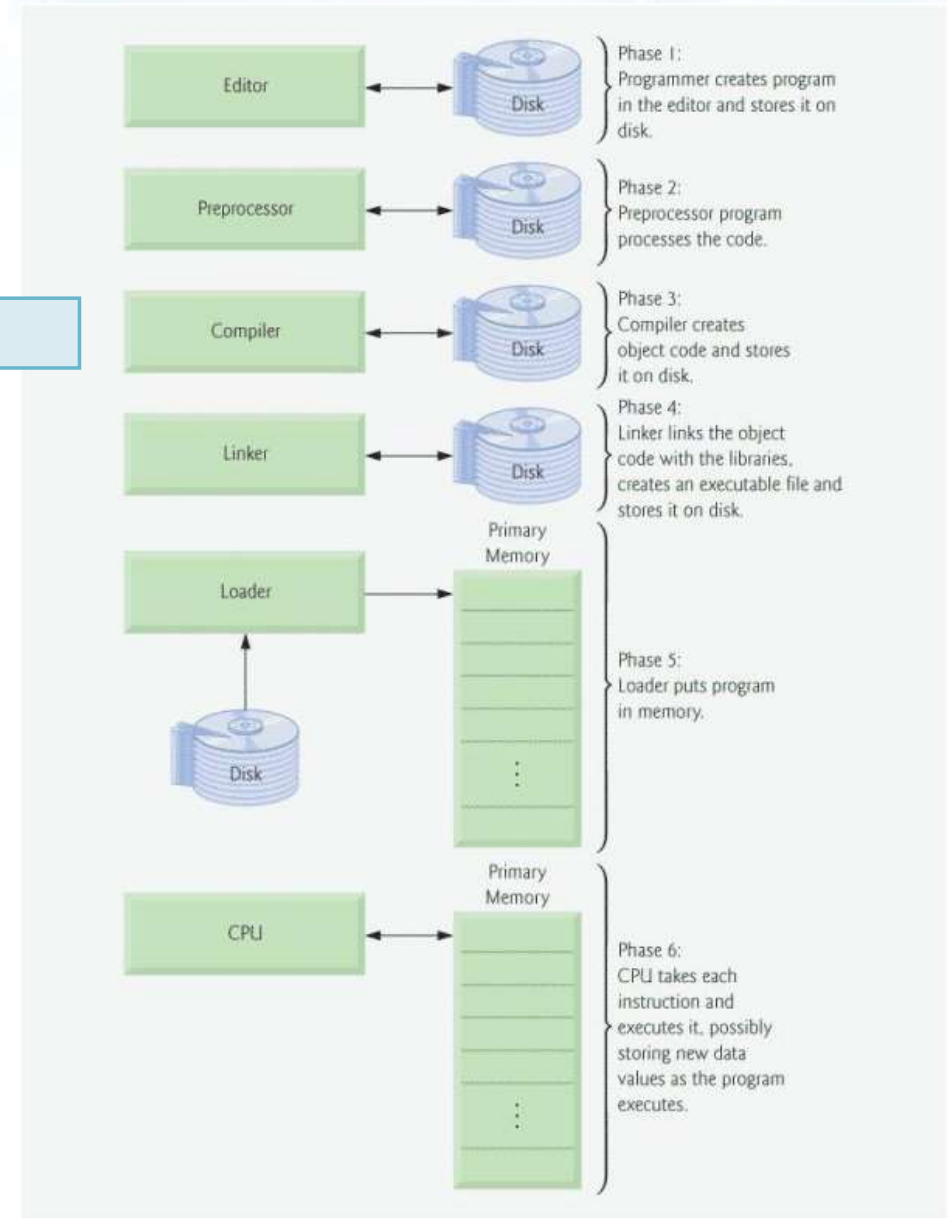 Editor
Disk
Phase 1:
Programmer creates program
in the editor and stores it on
disk.
Preprocessor
Disk
Phase 2:
Preprocessor program
processes the code.
Compiler
Disk
Phase 3:
Compiler creates
object code and stores
it on disk.
Linker
Disk
Phase 4:
Linker links the object
code with the libraries,
creates an executable file and
stores it on disk.
Loader
Disk
Primary
Memory
Phase 5:
Loader puts program
in memory.
CPU
Primary
Memory
Phase 6:
CPU takes each
instruction and
executes it, possibly
storing new data
values as the program
executes.